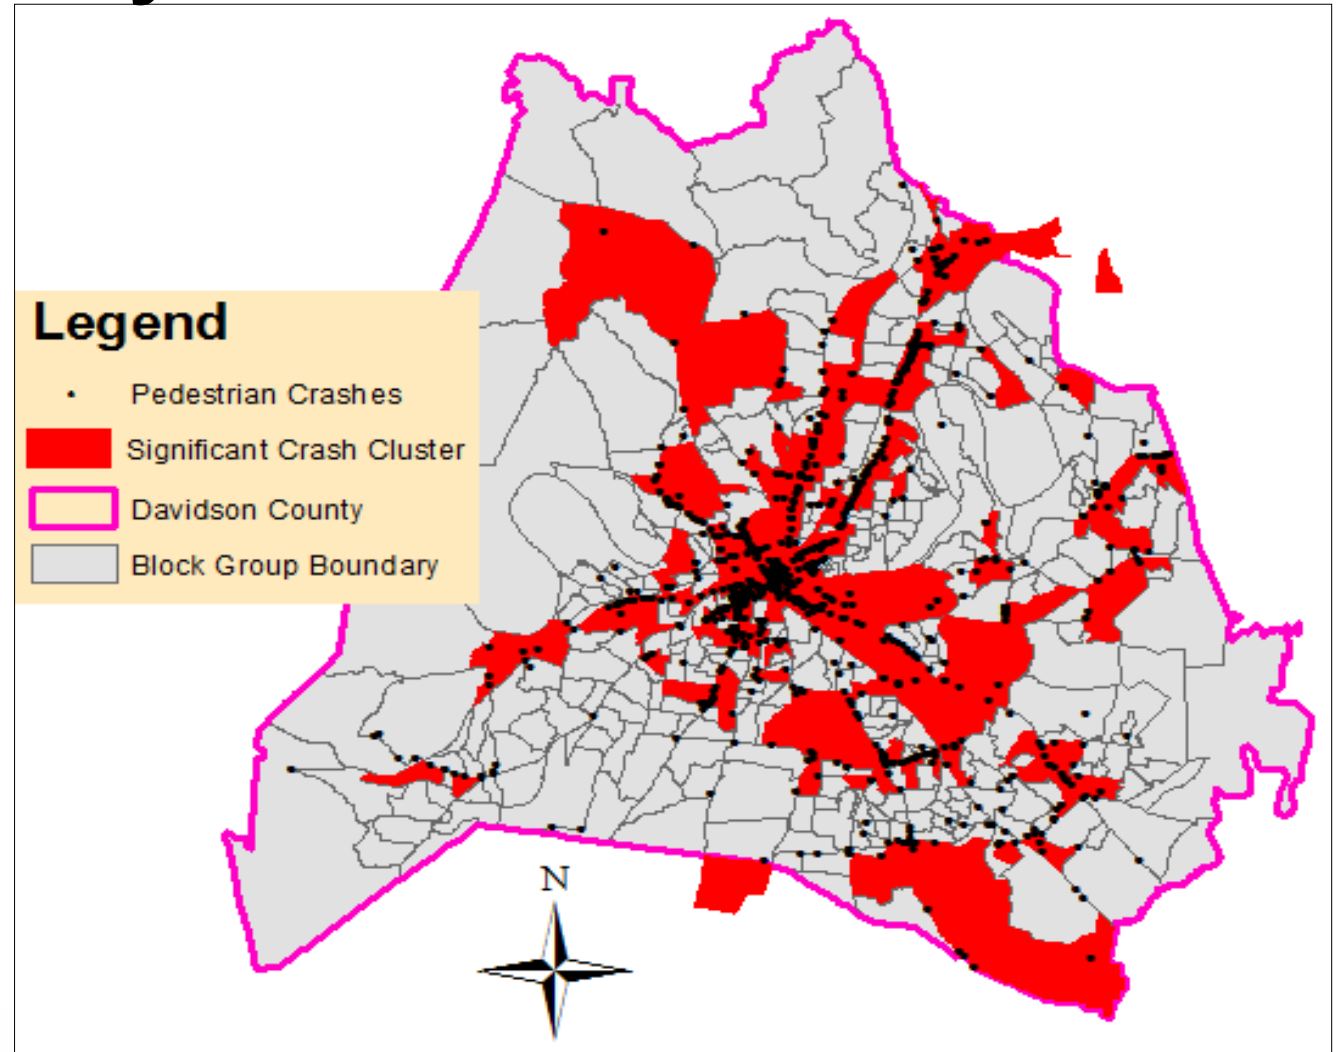 Legend
Pedestrian Crashes
Significant Crash Cluster
Davidson County
Block Group Boundary
N